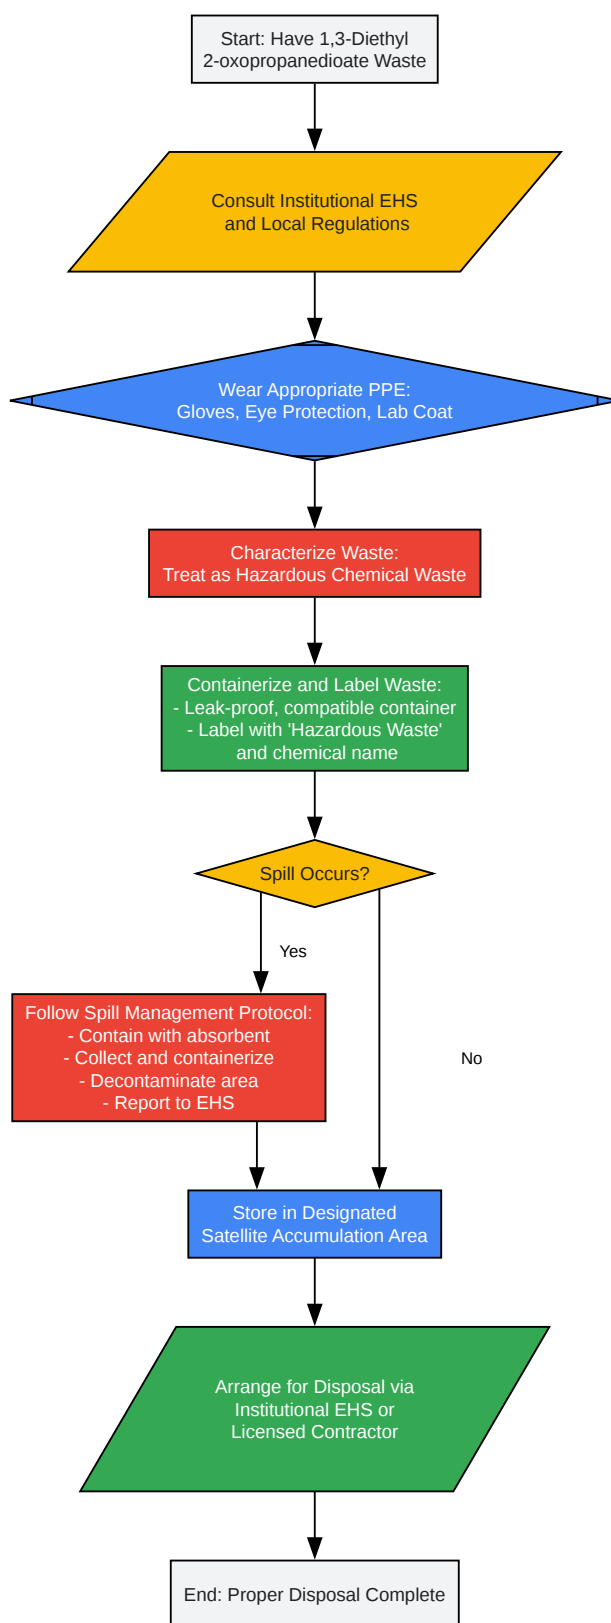 Start: Have 1,3-Diethyl
2-oxopropanedioate Waste
Consult Institutional EHS
and Local Regulations
Wear Appropriate PPE:
Gloves, Eye Protection, Lab Coat
Characterize Waste:
Treat as Hazardous Chemical Waste
Containerize and Label Waste:
- Leak-proof, compatible container
- Label with 'Hazardous Waste'
and chemical name
Spill Occurs?
Yes
Follow Spill Management Protocol:
- Contain with absorbent
- Collect and containerize
- Decontaminate area
- Report to EHS
No
Store in Designated
Satellite Accumulation Area
Arrange for Disposal via
Institutional EHS or
Licensed Contractor
End: Proper Disposal Complete